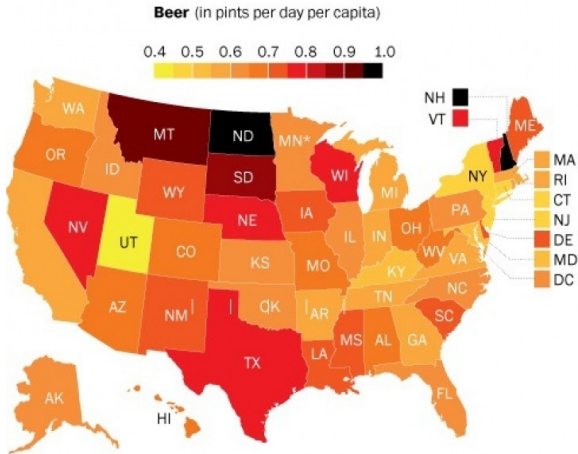 Beer (in pints per day per capita)
0.4 0.5 0.6 0.7 0.8 0.9 1.0
NH
VT
WA
MT
ND
MN*
ME
OR
ID
SD
WI
NY
MA
WY
MI
RI
NV
NE
IA
PA
CT
UT
IL
IN
OH
NJ
CO
WV
DE
KS
MO
KY
VA
MD
AZ
NM
OK
TN
NC
DC
AR
SC
MS
AL
GA
TX
LA
AK
FL
HI